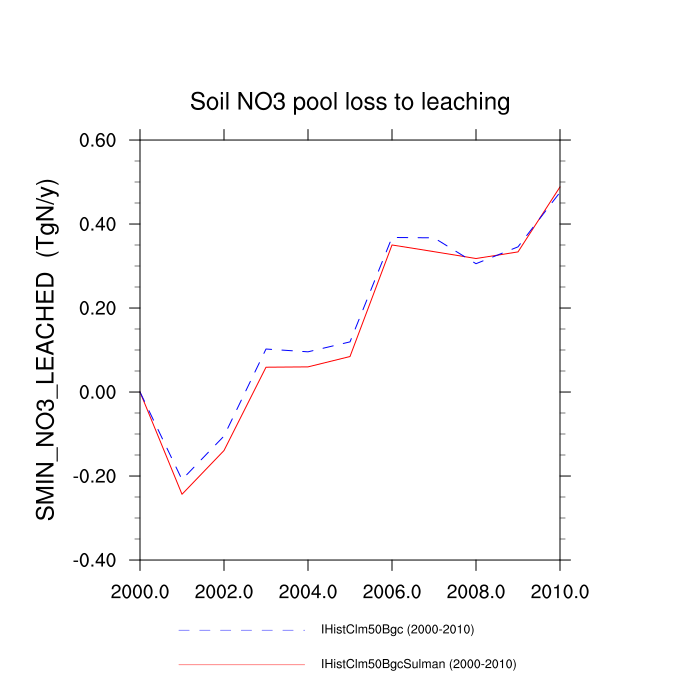 Soil NO3 pool loss to leaching
SMIN_NO3_LEACHED (TgN/y)
0.60
0.40
0.20
0.00
-0.20
-0.40
2000.0 2002.0 2004.0 2006.0 2008.0 2010.0
IHistClm50Bgc (2000-2010)
IHistClm50BgcSulman (2000-2010)